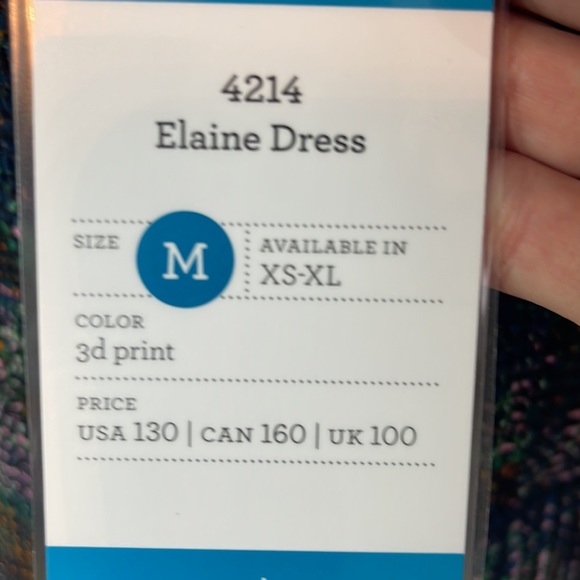 4214
Elaine Dress
SIZE
M
AVAILABLE IN
XS-XL
COLOR
3d print
PRICE
USA 130 | CAN 160 | UK 100